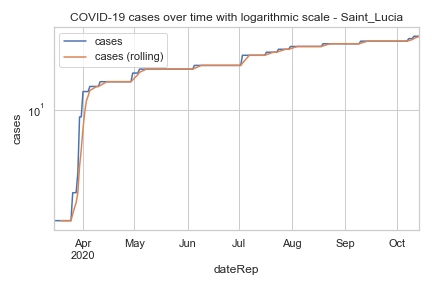 COVID-19 cases over time with logarithmic scale - Saint_Lucia
cases
cases (rolling)
10^1
cases
Apr
2020
May
Jun
Jul
Aug
Sep
Oct
dateRep